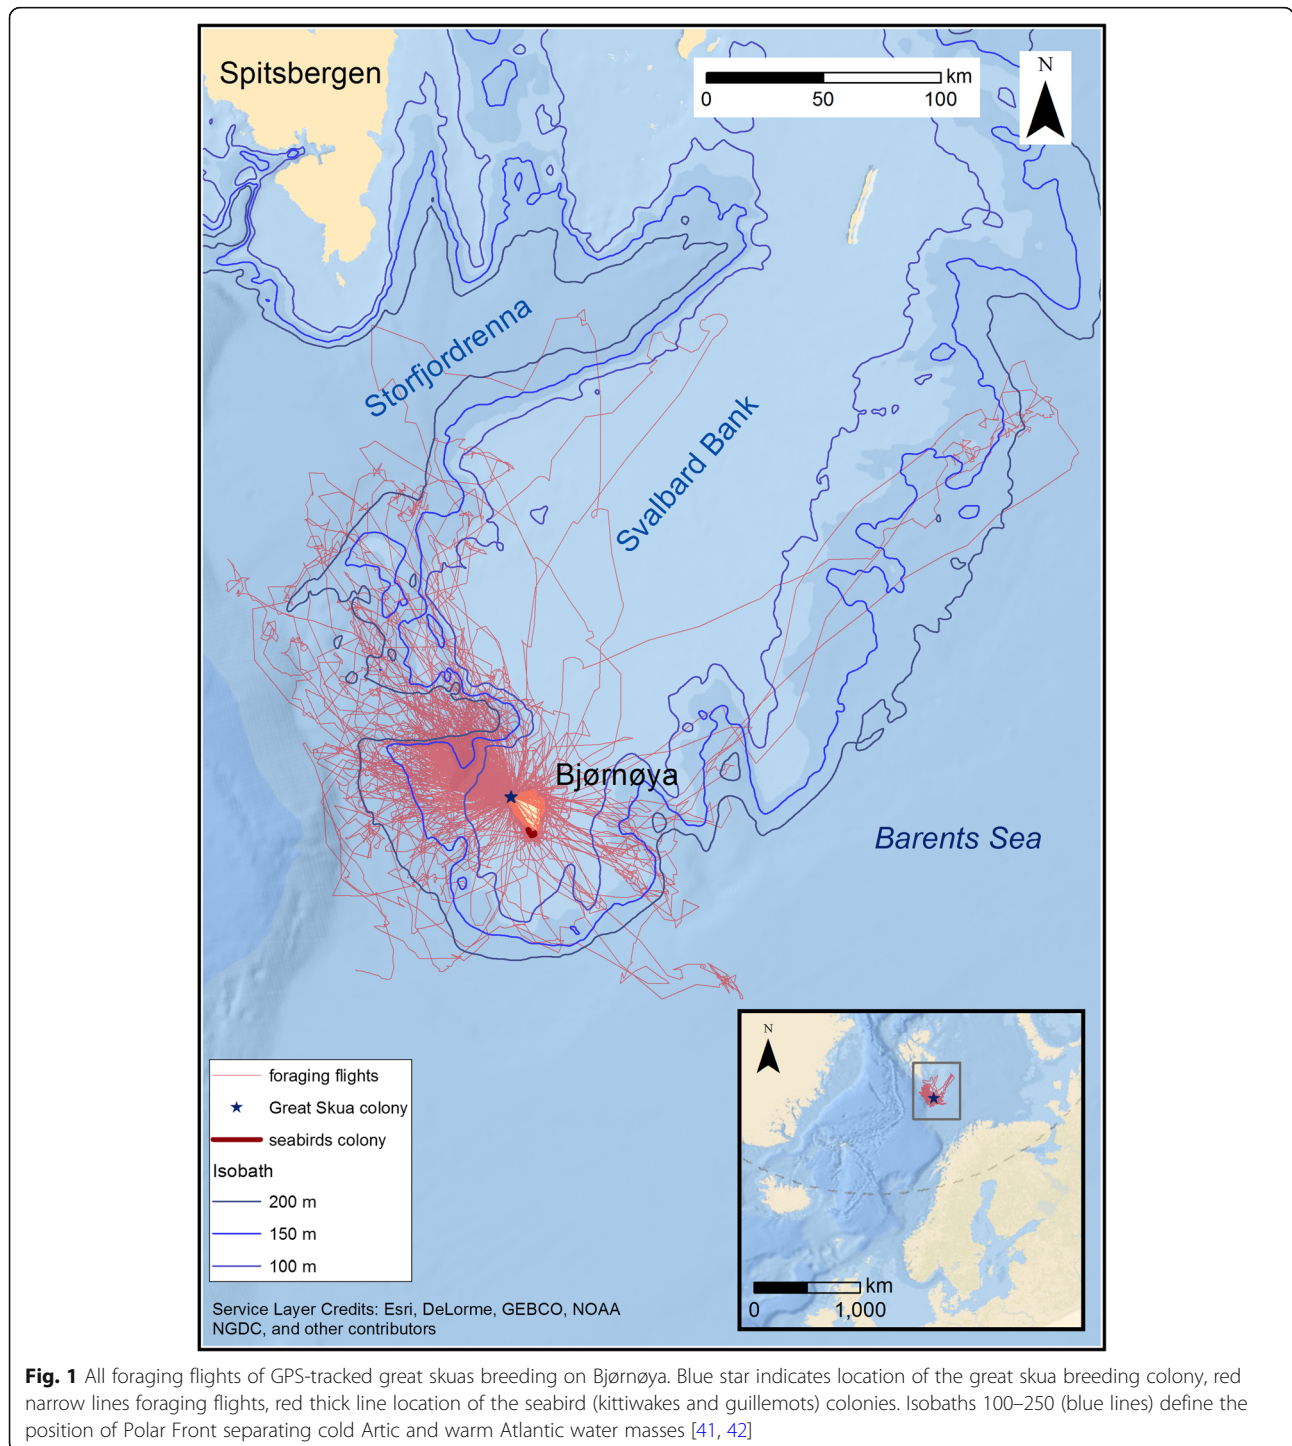 Spitsbergen
km
0 50 100
N
Storfjordrenna
Svalbard Bank
Bjørnøya
Barents Sea
foraging flights
Great Skua colony
seabirds colony
Isobath
200 m
150 m
100 m
Service Layer Credits: Esri, DeLorme, GEBCO, NOAA
NGDC, and other contributors
N
km
0 1,000
Fig. 1 All foraging flights of GPS-tracked great skuas breeding on Bjørnøya. Blue star indicates location of the great skua breeding colony, red
narrow lines foraging flights, red thick line location of the seabird (kittiwakes and guillemots) colonies. Isobaths 100–250 (blue lines) define the
position of Polar Front separating cold Artic and warm Atlantic water masses [41, 42]